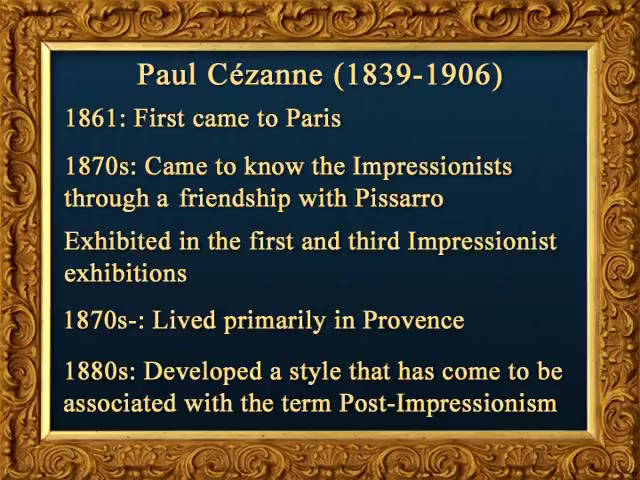 Paul Cézanne (1839-1906)
1861: First came to Paris
1870s: Came to know the Impressionists
through a friendship with Pissarro
Exhibited in the first and third Impressionist
exhibitions
1870s-: Lived primarily in Provence
1880s: Developed a style that has come to be
associated with the term Post-Impressionism